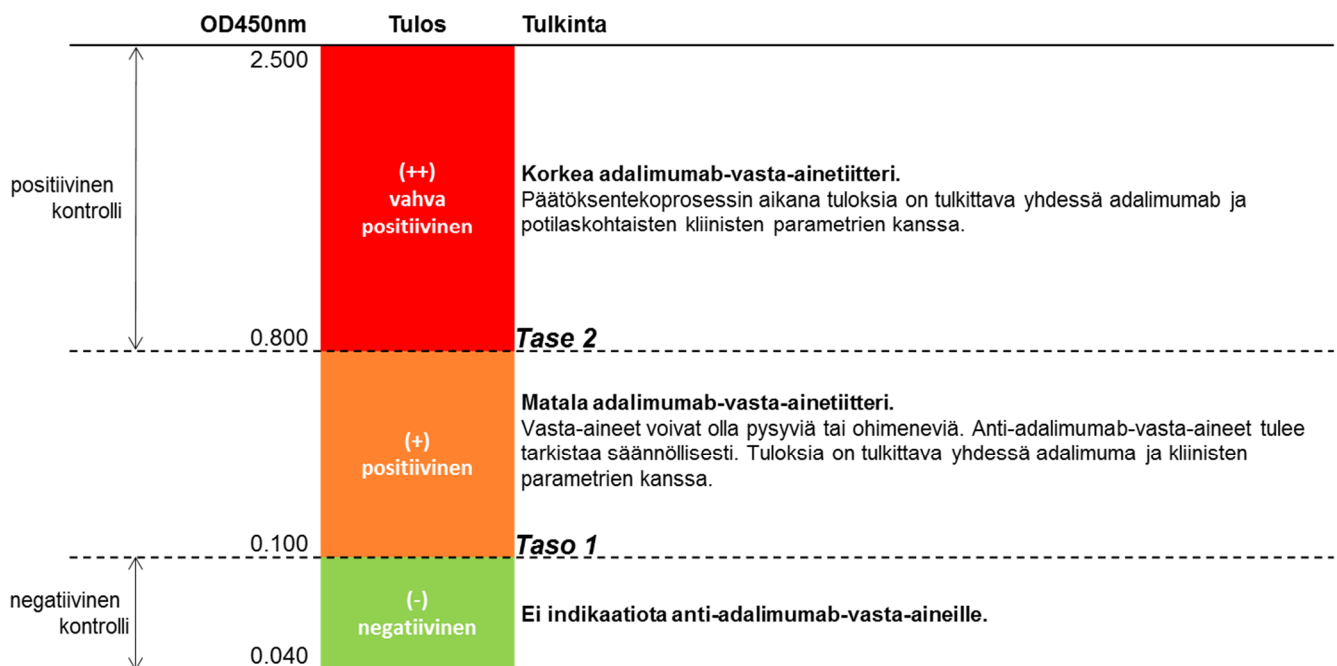 OD450nm Tulos Tulkinta
2.500
positiivinen
kontrolli
(++)
vahva
positiivinen
Korkea adalimumab-vasta-ainetiitteri.
Päätöksentekoprosessin aikana tuloksia on tulkittava yhdessä adalimumab ja
potilaskohtaisten kliinisten parametrien kanssa.
0.800 Tase 2
(+)
positiivinen
Matala adalimumab-vasta-ainetiitteri.
Vasta-aineet voivat olla pysyviä tai ohimeneviä. Anti-adalimumab-vasta-aineet tulee
tarkistaa säännöllisesti. Tuloksia on tulkittava yhdessä adalimuma ja kliinisten
parametrien kanssa.
0.100 Taso 1
negatiivinen
kontrolli
(-)
negatiivinen
Ei indikaatiota anti-adalimumab-vasta-aineille.
0.040